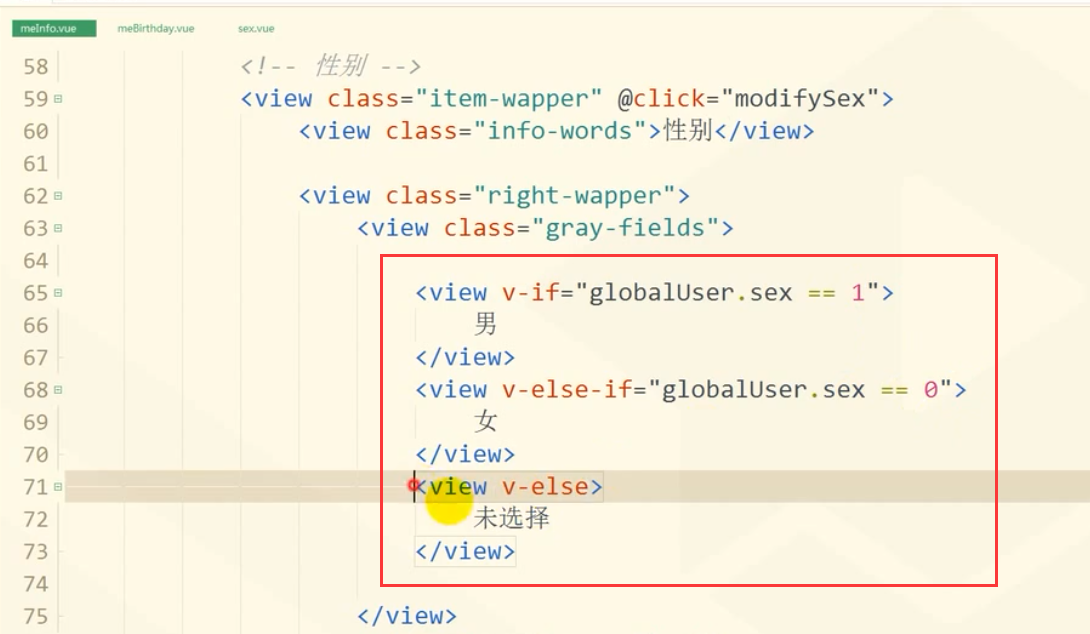 meInfo.vue meBirthday.vue sex.vue
58 <!-- 性别 -->
59 <view class="item-wapper" @click="modifySex">
60 <view class="info-words">性别</view>
61
62 <view class="right-wapper">
63 <view class="gray-fields">
64
65 <view v-if="globalUser.sex == 1">
66 男
67 </view>
68 <view v-else-if="globalUser.sex == 0">
69 女
70 </view>
71 <view v-else>
72 未选择
73 </view>
74
75 </view>